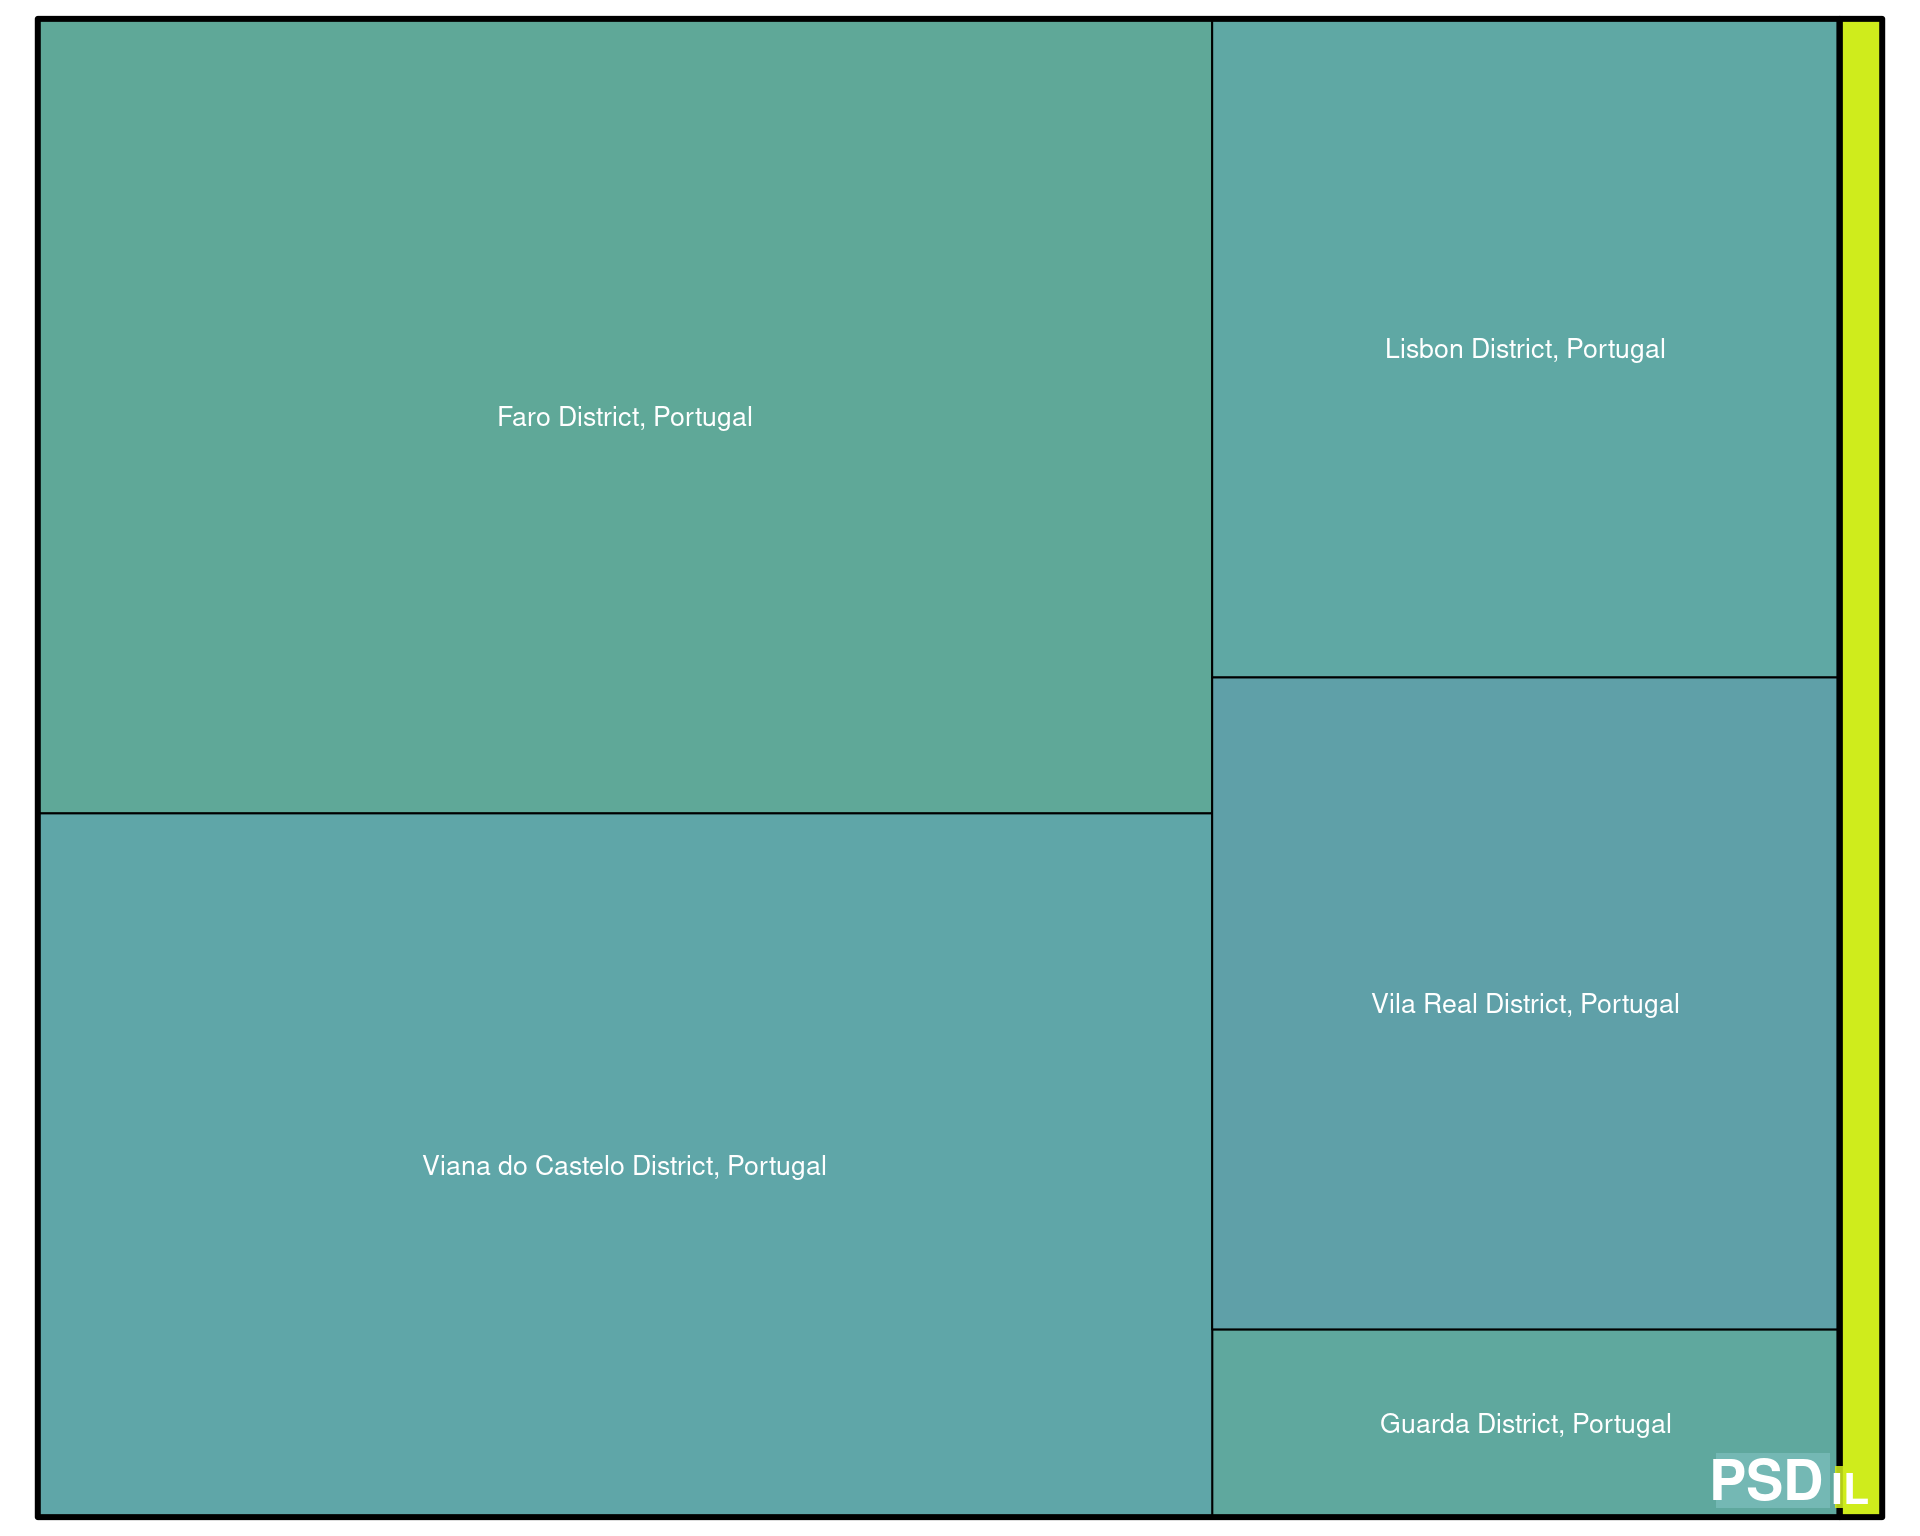 Faro District, Portugal
Lisbon District, Portugal
Viana do Castelo District, Portugal
Vila Real District, Portugal
Guarda District, Portugal
PSD
IL